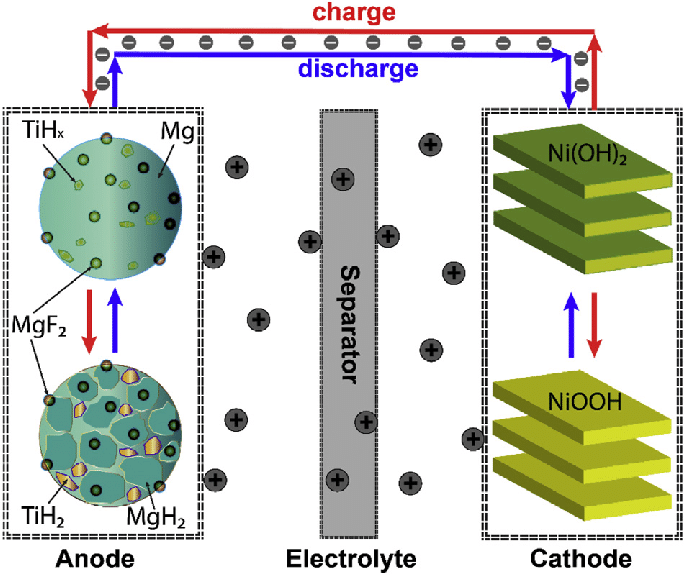 charge
discharge
TiHₓ
Mg
Ni(OH)₂
Separator
MgF₂
NiOOH
TiH₂
MgH₂
Anode
Electrolyte
Cathode